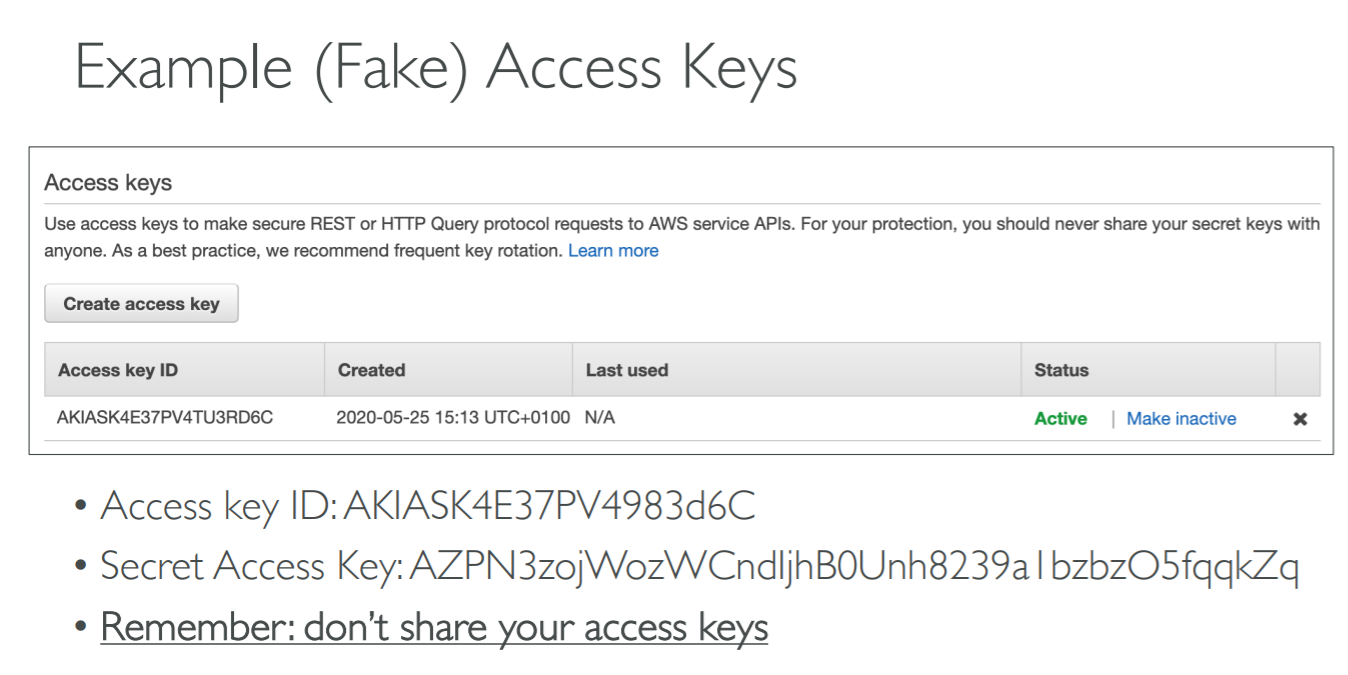 Example (Fake) Access Keys
Access keys
Use access keys to make secure REST or HTTP Query protocol requests to AWS service APIs. For your protection, you should never share your secret keys with
anyone. As a best practice, we recommend frequent key rotation. Learn more
Create access key
Access key ID Created Last used Status
AKIASK4E37PV4TU3RD6C 2020-05-25 15:13 UTC+0100 N/A Active | Make inactive ✖
• Access key ID: AKIASK4E37PV4983d6C
• Secret Access Key: AZPN3zojWozWCndIjhB0Unh8239a1bzbzO5fqqkZq
• Remember: don’t share your access keys